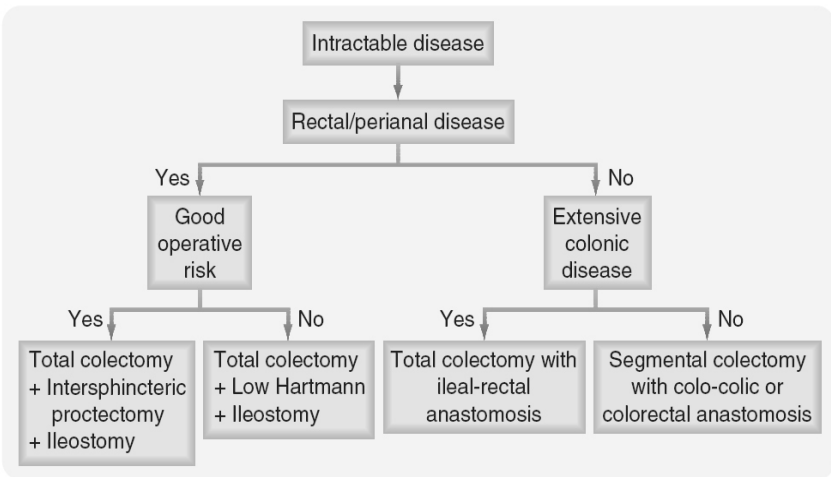 Intractable disease
Rectal/perianal disease
Yes
No
Good
operative
risk
Extensive
colonic
disease
Yes
No
Yes
No
Total colectomy
+ Intersphincteric
proctectomy
+ Ileostomy
Total colectomy
+ Low Hartmann
+ Ileostomy
Total colectomy with
ileal-rectal
anastomosis
Segmental colectomy
with colo-colic or
colorectal anastomosis